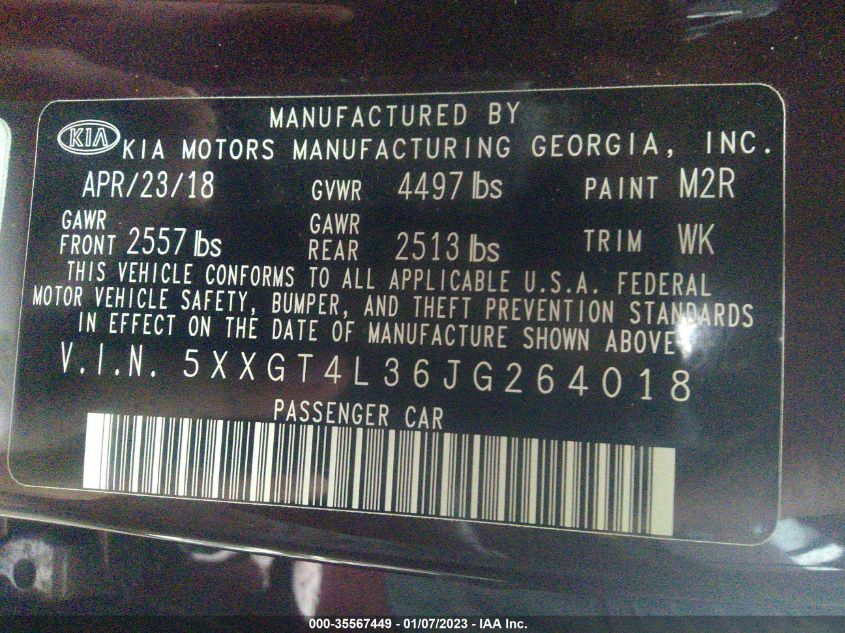 MANUFACTURED BY
KIA KIA MOTORS MANUFACTURING GEORGIA, INC.
APR/23/18 GVWR 4497 lbs PAINT M2R
GAWR GAWR
FRONT 2557 lbs REAR 2513 lbs TRIM WK
THIS VEHICLE CONFORMS TO ALL APPLICABLE U.S.A. FEDERAL
MOTOR VEHICLE SAFETY, BUMPER, AND THEFT PREVENTION STANDARDS
IN EFFECT ON THE DATE OF MANUFACTURE SHOWN ABOVE.
V.I.N. 5XXGT4L36JG264018
PASSENGER CAR
000-35567449 - 01/07/2023 - IAA Inc.